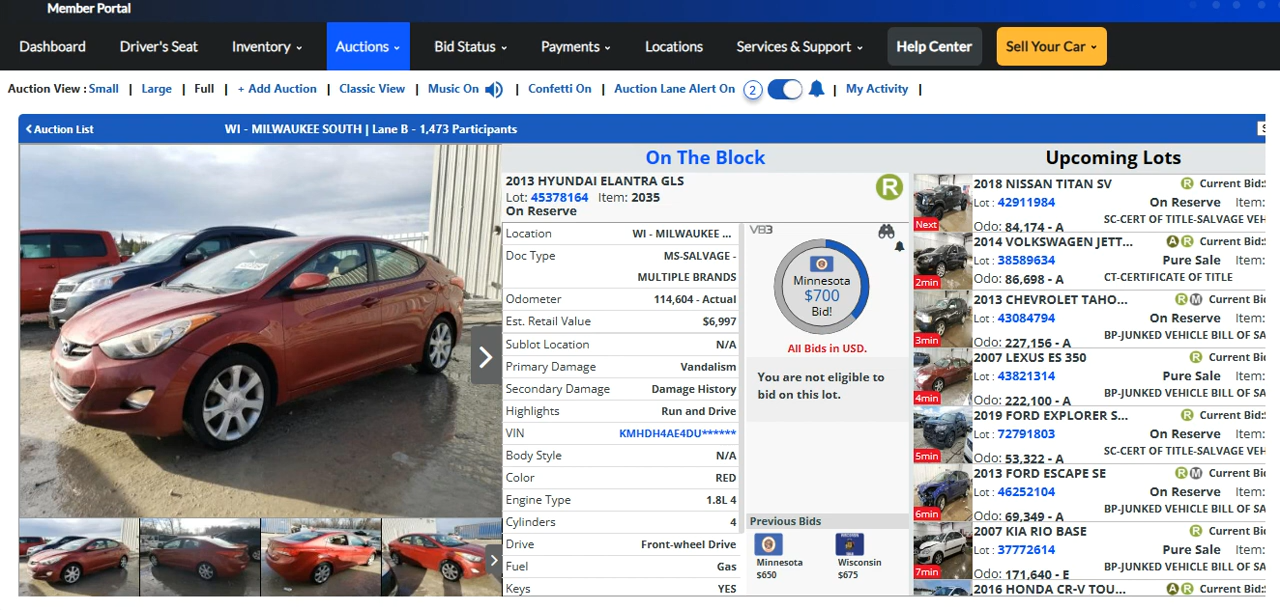 Member Portal
Dashboard Driver's Seat Inventory Auctions Bid Status Payments Locations Services & Support Help Center Sell Your Car
Auction View : Small | Large | Full | + Add Auction | Classic View | Music On | Confetti On | Auction Lane Alert On 2 | My Activity |
Auction List WI - MILWAUKEE SOUTH | Lane B - 1,473 Participants
On The Block
2013 HYUNDAI ELANTRA GLS
Lot: 45378164 Item: 2035
On Reserve
R
Location WI - MILWAUKEE ...
Doc Type MS-SALVAGE -
MULTIPLE BRANDS
Odometer 114,604 - Actual
Est. Retail Value $6,997
Sublot Location N/A
Primary Damage Vandalism
Secondary Damage Damage History
Highlights Run and Drive
VIN KMHDH4AE4DU******
Body Style N/A
Color RED
Engine Type 1.8L 4
Cylinders 4
Drive Front-wheel Drive
Fuel Gas
Keys YES
VB3
Minnesota
$700
Bid!
All Bids in USD.
You are not eligible to
bid on this lot.
Previous Bids
Minnesota
$650
Wisconsin
$675
Upcoming Lots
2018 NISSAN TITAN SV R Current Bid:
Lot : 42911984 On Reserve Item:
SC-CERT OF TITLE-SALVAGE VEH
Next Odo: 84,174 - A
2014 VOLKSWAGEN JETT... A R Current Bid:
Lot : 38589634 Pure Sale Item:
2min Odo: 86,698 - A CT-CERTIFICATE OF TITLE
2013 CHEVROLET TAHO... R M Current Bid
Lot : 43084794 On Reserve Item:
BP-JUNKED VEHICLE BILL OF SA
3min Odo: 227,156 - A
2007 LEXUS ES 350 R Current Bid:
Lot : 43821314 Pure Sale Item:
BP-JUNKED VEHICLE BILL OF SA
4min Odo: 222,100 - A
2019 FORD EXPLORER S... R Current Bid:
Lot : 72791803 On Reserve Item:
SC-CERT OF TITLE-SALVAGE VEH
5min Odo: 53,322 - A
2013 FORD ESCAPE SE R M Current Bid
Lot : 46252104 On Reserve Item:
BP-JUNKED VEHICLE BILL OF SA
6min Odo: 69,349 - A
2007 KIA RIO BASE R Current Bid:
Lot : 37772614 Pure Sale Item:
BP-JUNKED VEHICLE BILL OF SA
7min Odo: 171,640 - E
2016 HONDA CR-V TOU... A R Current Bid: